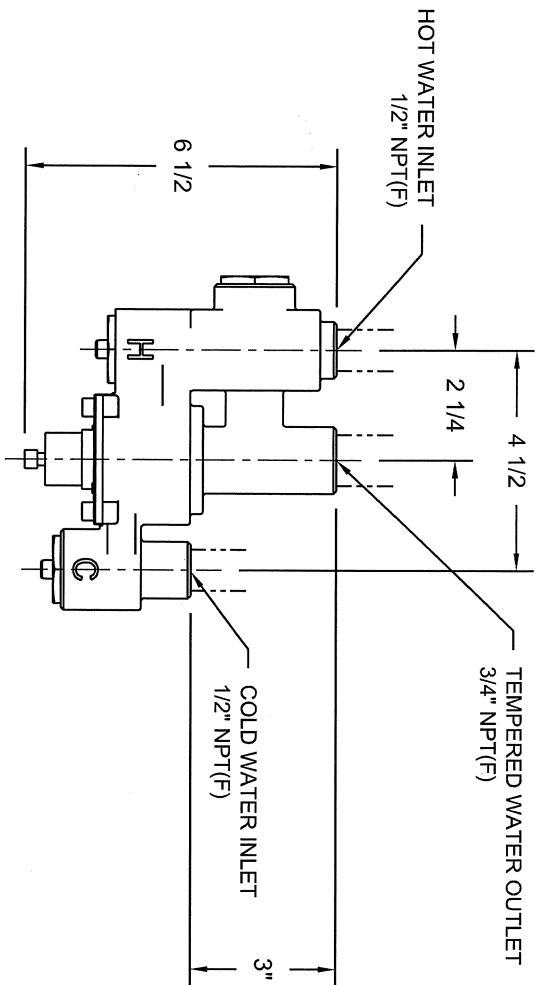 HOT WATER INLET
1/2" NPT(F)
6 1/2
2 1/4
4 1/2
TEMPERED WATER OUTLET
3/4" NPT(F)
H
C
COLD WATER INLET
1/2" NPT(F)
3"